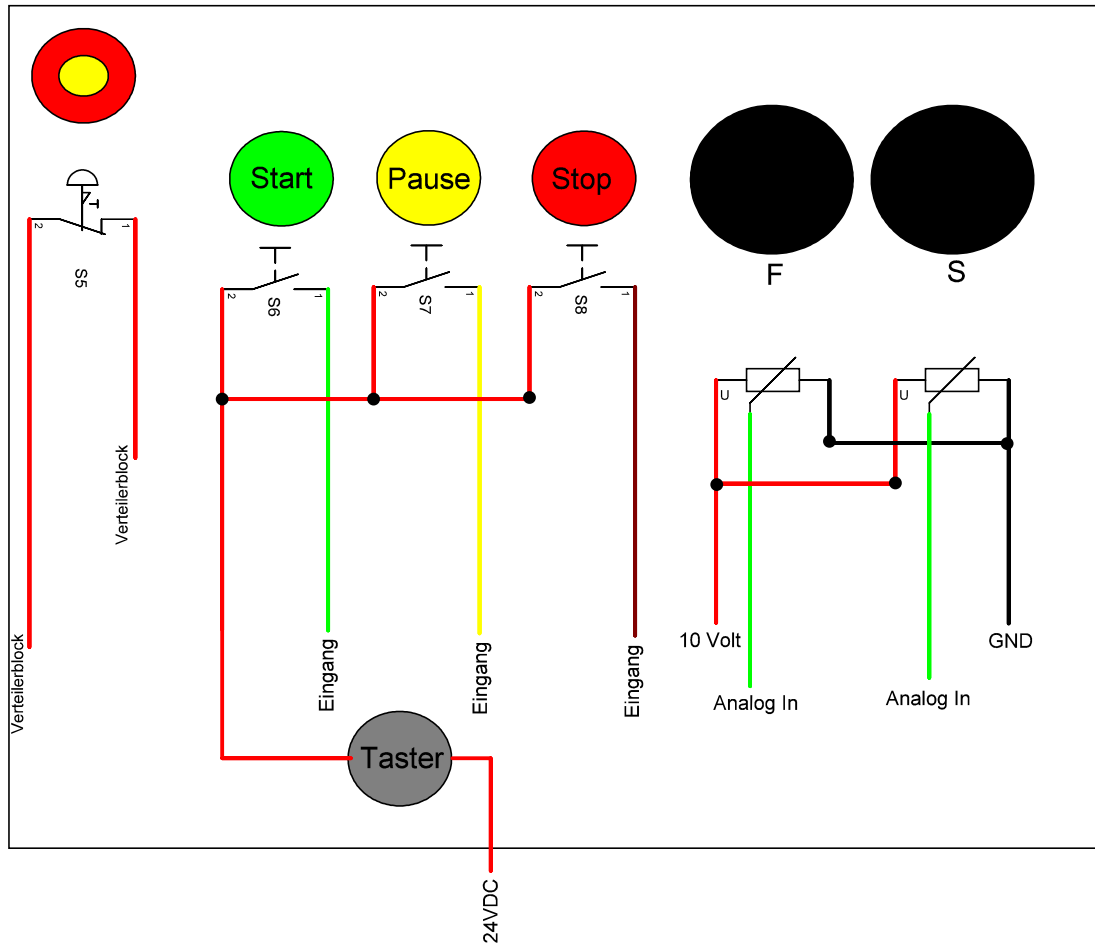 Start
Pause
Stop
F
S
2
1
S5
2
1
S6
2
1
S7
2
1
S8
U
U
Verteilerblock
Verteilerblock
Eingang
Eingang
Eingang
10 Volt
GND
Analog In
Analog In
Taster
24VDC